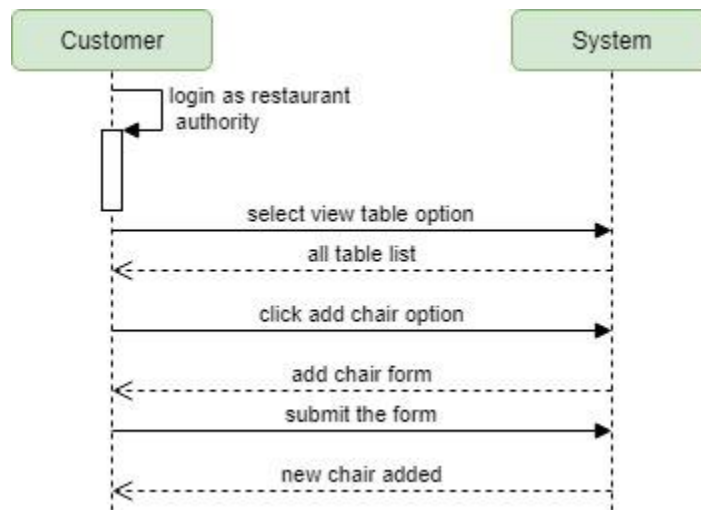 Customer
System
login as restaurant
authority
select view table option
all table list
click add chair option
add chair form
submit the form
new chair added